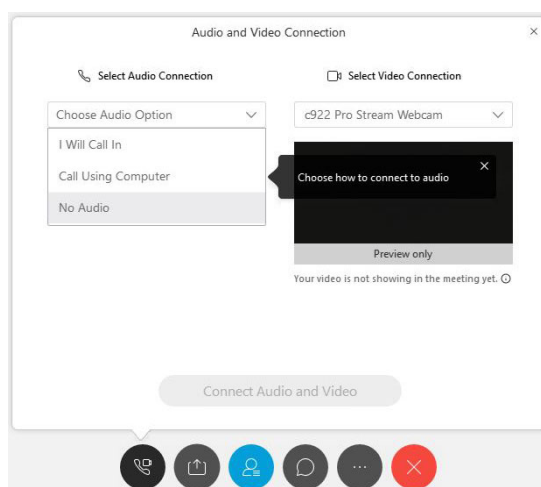 Audio and Video Connection
Select Audio Connection
Select Video Connection
Choose Audio Option
c922 Pro Stream Webcam
I Will Call In
Call Using Computer
Choose how to connect to audio
No Audio
Preview only
Your video is not showing in the meeting yet.
Connect Audio and Video